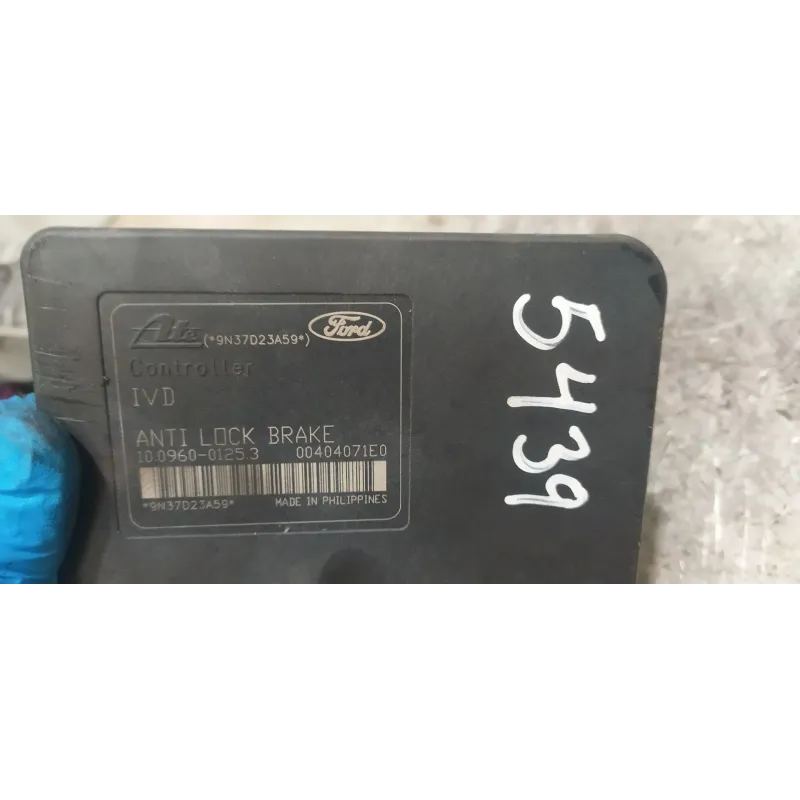 Ate (*9N37D23A59*) Ford
Controller
IVD
ANTI LOCK BRAKE
10.0960-0125.3 00404071E0
*9N37D23A59* MADE IN PHILIPPINES
5439